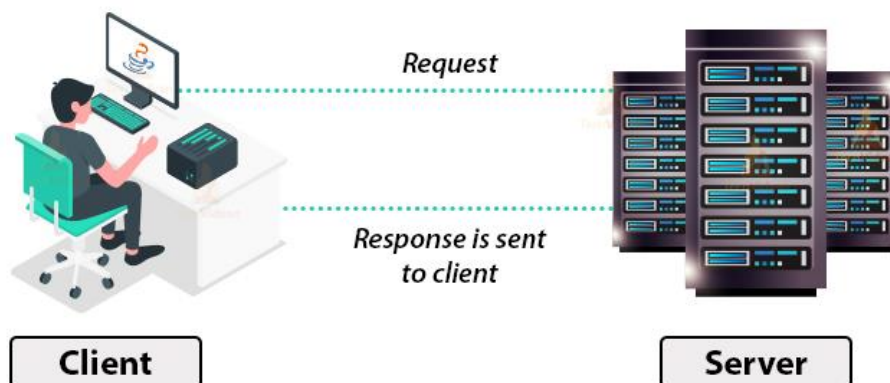 Request
Response is sent
to client
Client
Server